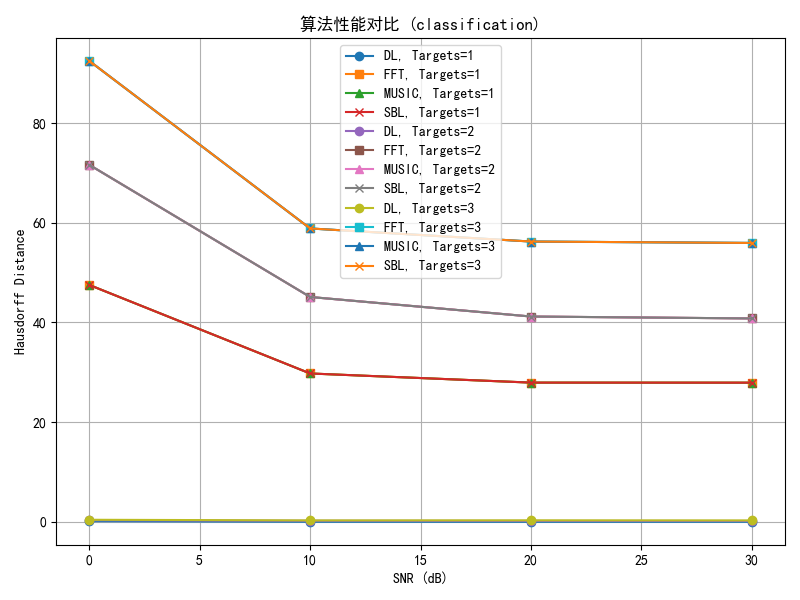 算法性能对比 (classification)
DL, Targets=1
FFT, Targets=1
MUSIC, Targets=1
SBL, Targets=1
DL, Targets=2
FFT, Targets=2
MUSIC, Targets=2
SBL, Targets=2
DL, Targets=3
FFT, Targets=3
MUSIC, Targets=3
SBL, Targets=3
Hausdorff Distance
80
60
40
20
0
0 5 10 15 20 25 30
SNR (dB)